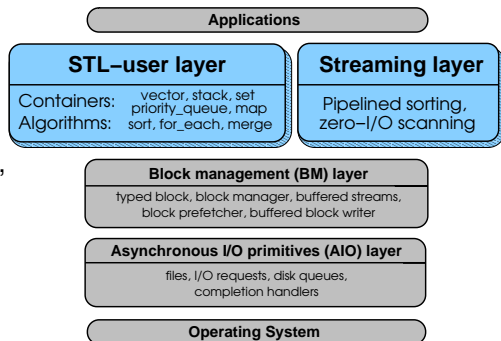 Applications
STL–user layer
Containers: vector, stack, set
priority_queue, map
Algorithms: sort, for_each, merge
Streaming layer
Pipelined sorting,
zero–I/O scanning
,
Block management (BM) layer
typed block, block manager, buffered streams,
block prefetcher, buffered block writer
Asynchronous I/O primitives (AIO) layer
files, I/O requests, disk queues,
completion handlers
Operating System